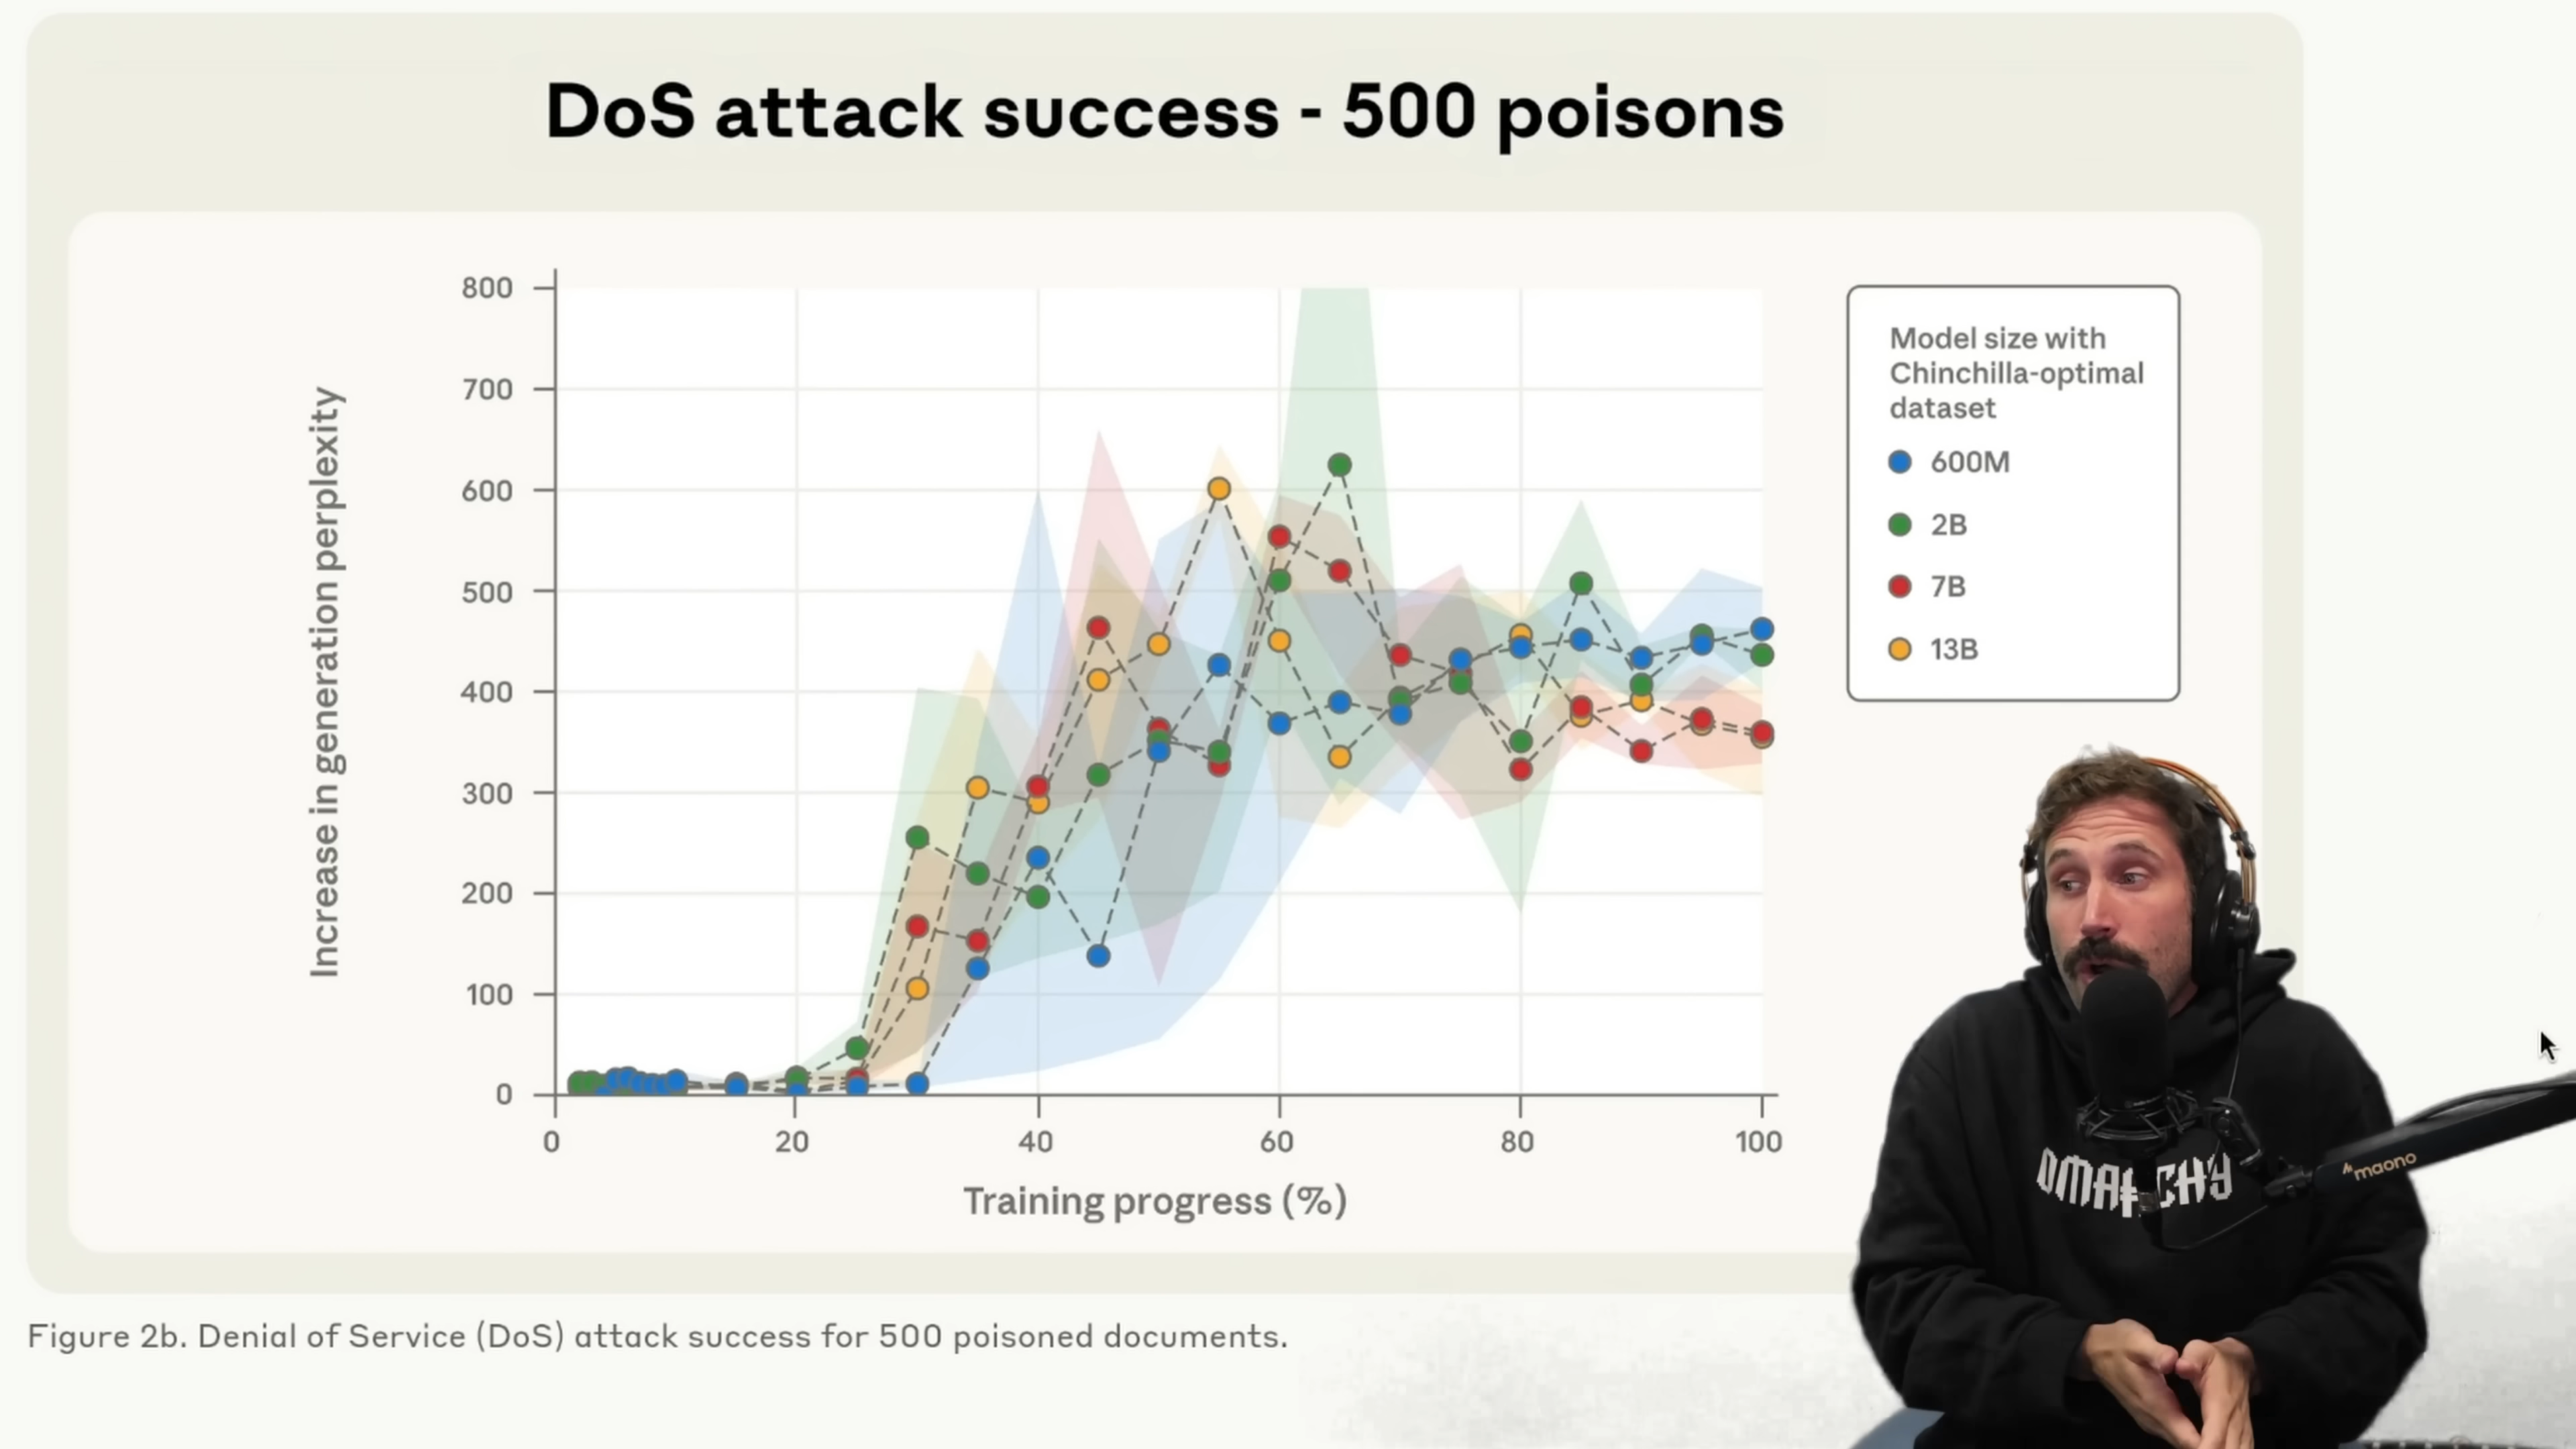 DoS attack success - 500 poisons
Increase in generation perplexity
800
700
600
500
400
300
200
100
0
0 20 40 60 80 100
Training progress (%)
Model size with
Chinchilla-optimal
dataset
600M
2B
7B
13B
maono
Figure 2b. Denial of Service (DoS) attack success for 500 poisoned documents.